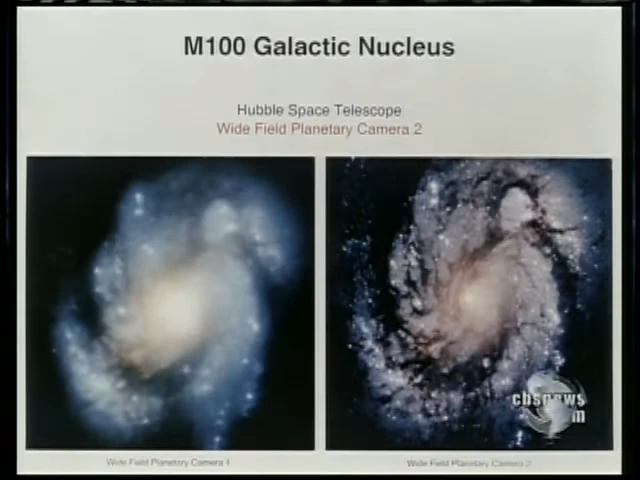 M100 Galactic Nucleus
Hubble Space Telescope
Wide Field Planetary Camera 2
cbsnews
Wide Field Planetary Camera 1
Wide Field Planetary Camera 2